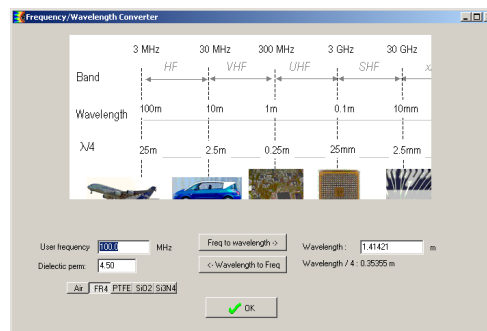 Frequency/Wavelength Converter
3 MHz 30 MHz 300 MHz 3 GHz 30 GHz
Band HF VHF UHF SHF
Wavelength 100m 10m 1m 0.1m 10mm
λ/4 25m 2.5m 0.25m 25mm 2.5mm
User frequency 100.0 MHz Freq to wavelength -> Wavelength : 1.41421 m
Dielectic perm: 4.50 <- Wavelength to Freq Wavelength / 4 : 0.35355 m
Air FR4 PTFE SiO2 Si3N4
OK